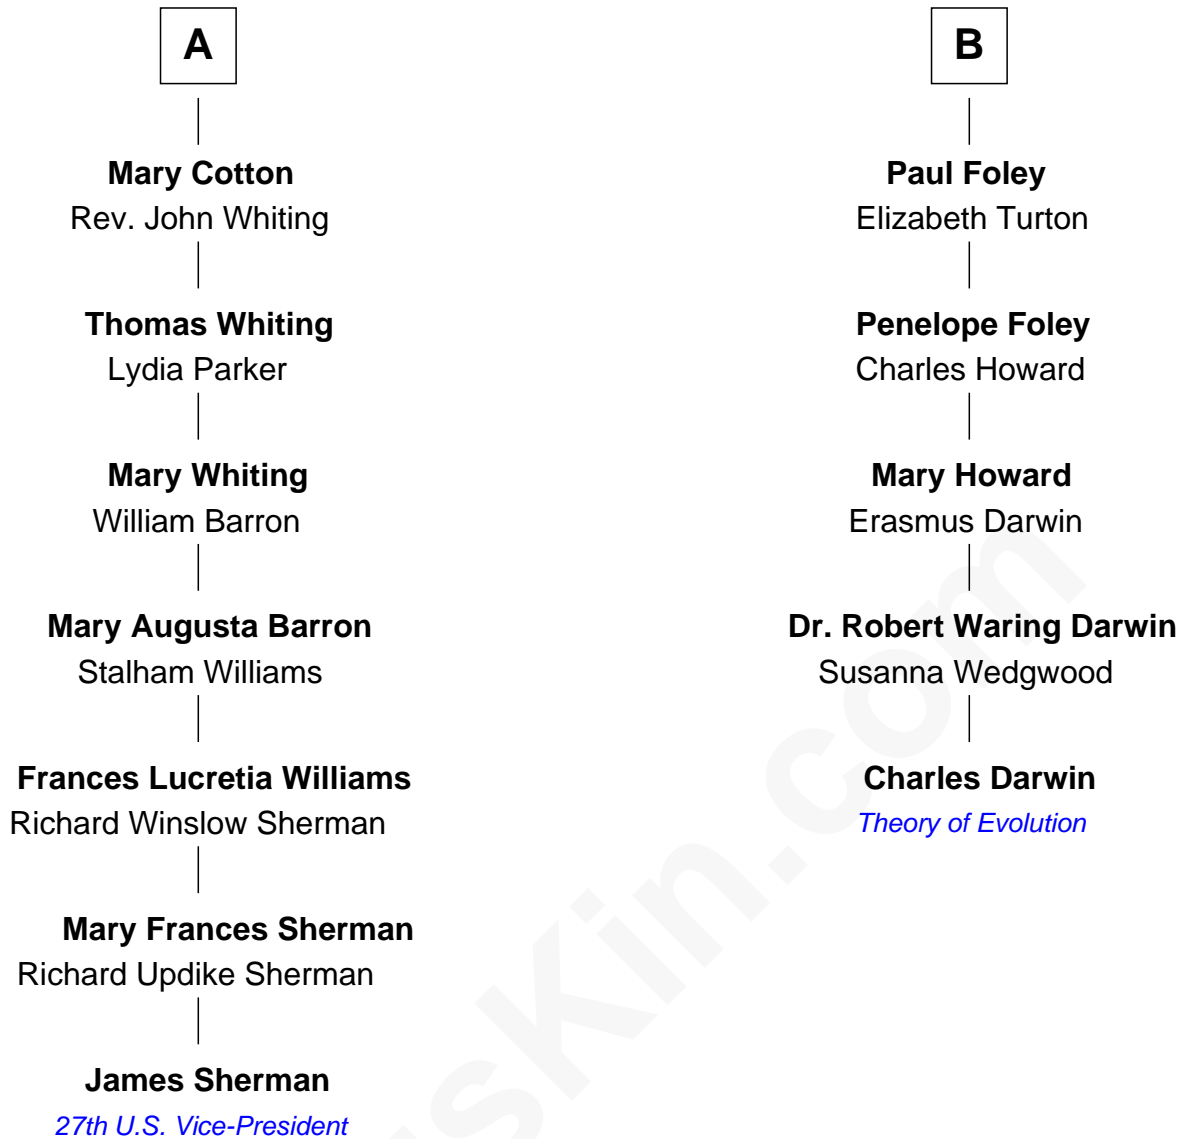 A
Mary Cotton
Rev. John Whiting
Thomas Whiting
Lydia Parker
Mary Whiting
William Barron
Mary Augusta Barron
Stalham Williams
Frances Lucretia Williams
Richard Winslow Sherman
Mary Frances Sherman
Richard Updike Sherman
James Sherman
27th U.S. Vice-President
B
Paul Foley
Elizabeth Turton
Penelope Foley
Charles Howard
Mary Howard
Erasmus Darwin
Dr. Robert Waring Darwin
Susanna Wedgwood
Charles Darwin
Theory of Evolution
sKin.com